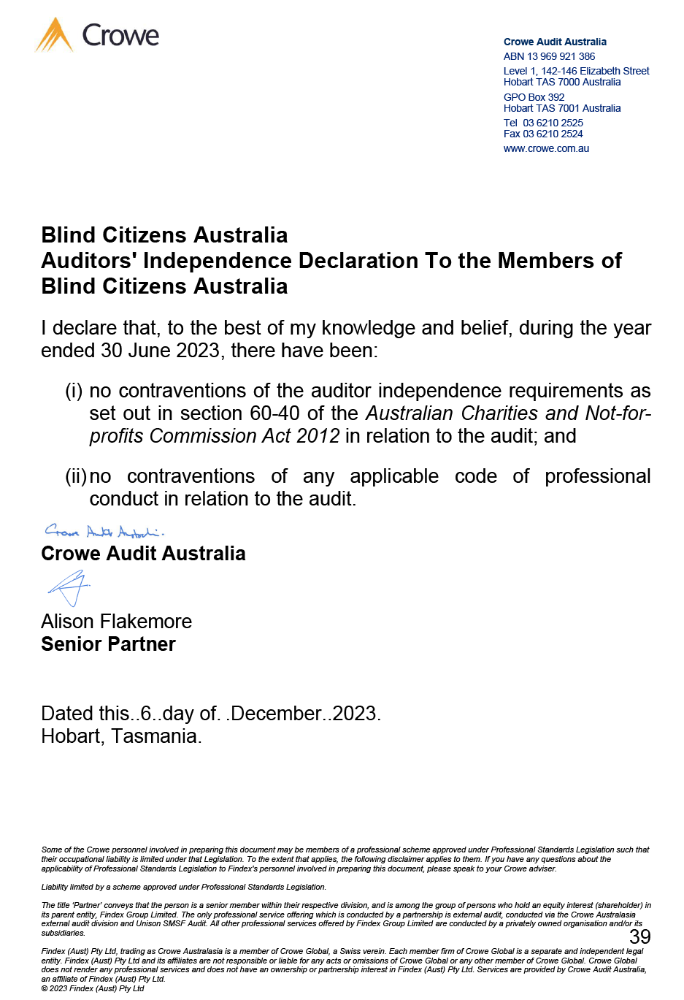 Crowe
Crowe Audit Australia
ABN 13 969 921 386
Level 1, 142-146 Elizabeth Street
Hobart TAS 7000 Australia
GPO Box 392
Hobart TAS 7001 Australia
Tel 03 6210 2525
Fax 03 6210 2524
www.crowe.com.au
Blind Citizens Australia
Auditors' Independence Declaration To the Members of
Blind Citizens Australia
I declare that, to the best of my knowledge and belief, during the year
ended 30 June 2023, there have been:
(i) no contraventions of the auditor independence requirements as
set out in section 60-40 of the Australian Charities and Not-for-
profits Commission Act 2012 in relation to the audit; and
(ii) no contraventions of any applicable code of professional
conduct in relation to the audit.
Crowe Audit Australia.
Crowe Audit Australia
Alison Flakemore
Senior Partner
Dated this..6..day of. .December..2023.
Hobart, Tasmania.
Some of the Crowe personnel involved in preparing this document may be members of a professional scheme approved under Professional Standards Legislation such that
their occupational liability is limited under that Legislation. To the extent that applies, the following disclaimer applies to them. If you have any questions about the
applicability of Professional Standards Legislation to Findex's personnel involved in preparing this document, please speak to your Crowe adviser.
Liability limited by a scheme approved under Professional Standards Legislation.
The title ‘Partner’ conveys that the person is a senior member within their respective division, and is among the group of persons who hold an equity interest (shareholder) in
its parent entity, Findex Group Limited. The only professional service offering which is conducted by a partnership is external audit, conducted via the Crowe Australasia
external audit division and Unison SMSF Audit. All other professional services offered by Findex Group Limited are conducted by a privately owned organisation and/or its
subsidiaries.
39
Findex (Aust) Pty Ltd, trading as Crowe Australasia is a member of Crowe Global, a Swiss verein. Each member firm of Crowe Global is a separate and independent legal
entity. Findex (Aust) Pty Ltd and its affiliates are not responsible or liable for any acts or omissions of Crowe Global or any other member of Crowe Global. Crowe Global
does not render any professional services and does not have an ownership or partnership interest in Findex (Aust) Pty Ltd. Services are provided by Crowe Audit Australia,
an affiliate of Findex (Aust) Pty Ltd.
© 2023 Findex (Aust) Pty Ltd